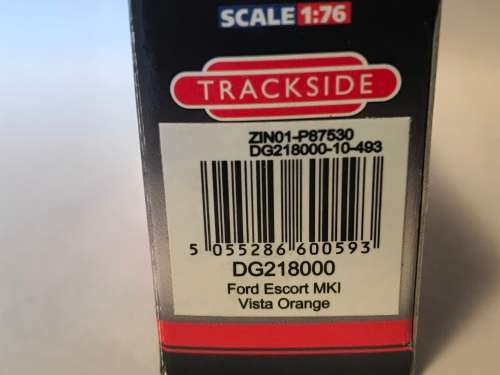 SCALE 1:76
TRACKSIDE
ZIN01-P87530
DG218000-10-493
5 055286 600593
DG218000
Ford Escort MKI
Vista Orange